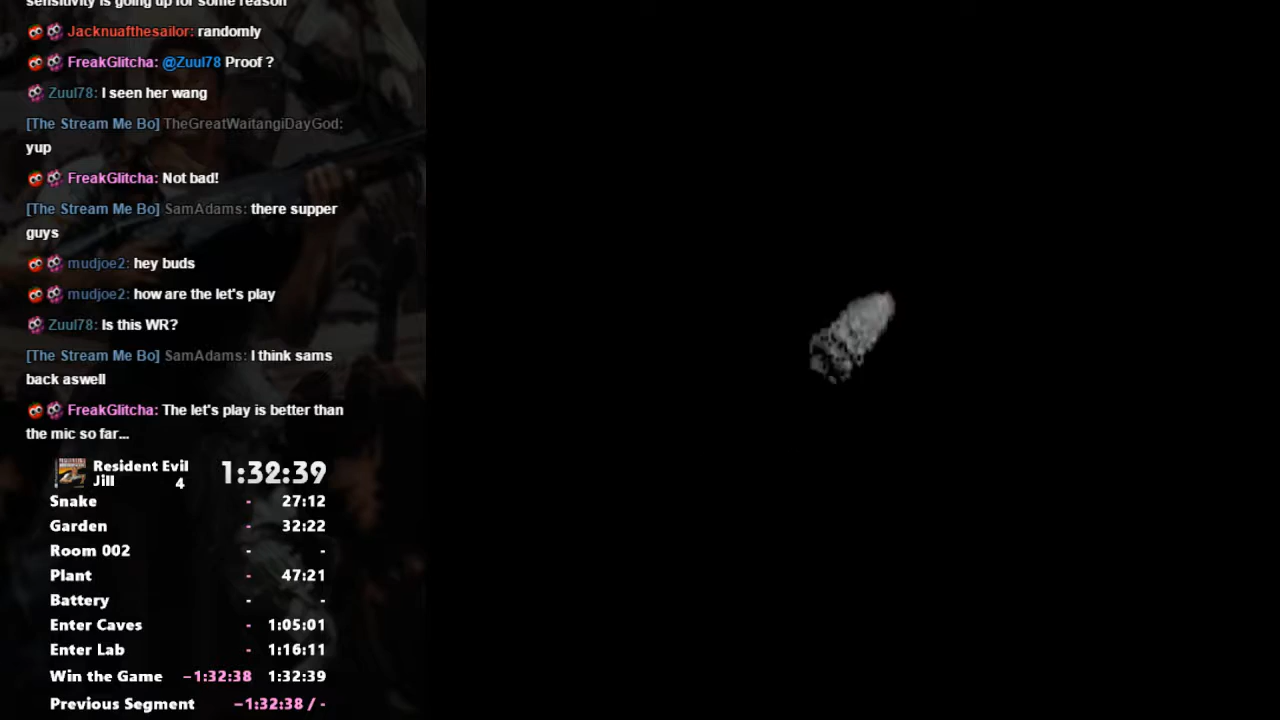 sensitivity is going up for some reason
Jacknuafthesailor: randomly
FreakGlitcha: @Zuul78 Proof ?
Zuul78: I seen her wang
[The Stream Me Bo] TheGreatWaitangiDayGod:
yup
FreakGlitcha: Not bad!
[The Stream Me Bo] SamAdams: there supper
guys
mudjoe2: hey buds
mudjoe2: how are the let's play
Zuul78: Is this WR?
[The Stream Me Bo] SamAdams: I think sams
back aswell
FreakGlitcha: The let's play is better than
the mic so far...
Resident Evil
Jill 4 1:32:39
Snake - 27:12
Garden - 32:22
Room 002 - -
Plant - 47:21
Battery - -
Enter Caves - 1:05:01
Enter Lab - 1:16:11
Win the Game −1:32:38 1:32:39
Previous Segment −1:32:38 / -